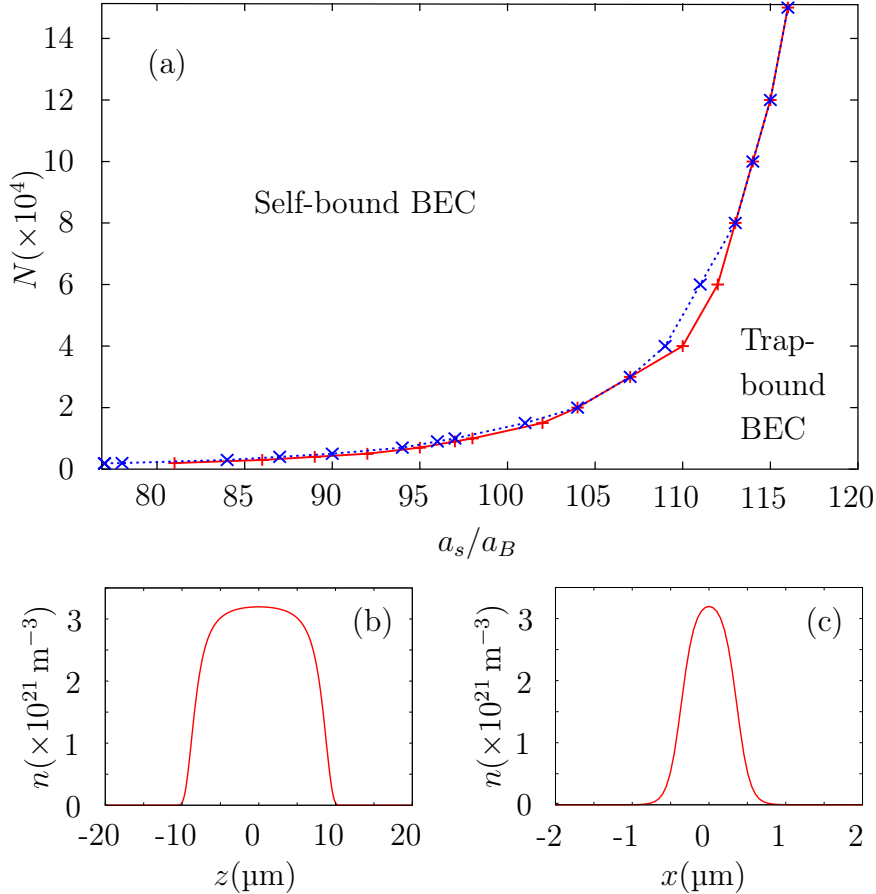 14
12
10
8
6
4
2
0
N(×10⁴)
(a)
Self-bound BEC
Trap-
bound
BEC
80 85 90 95 100 105 110 115 120
a_s/a_B
3
2
1
0
n(×10²¹ m⁻³)
(b)
-20 -10 0 10 20
z(µm)
3
2
1
0
n(×10²¹ m⁻³)
(c)
-2 -1 0 1 2
x(µm)